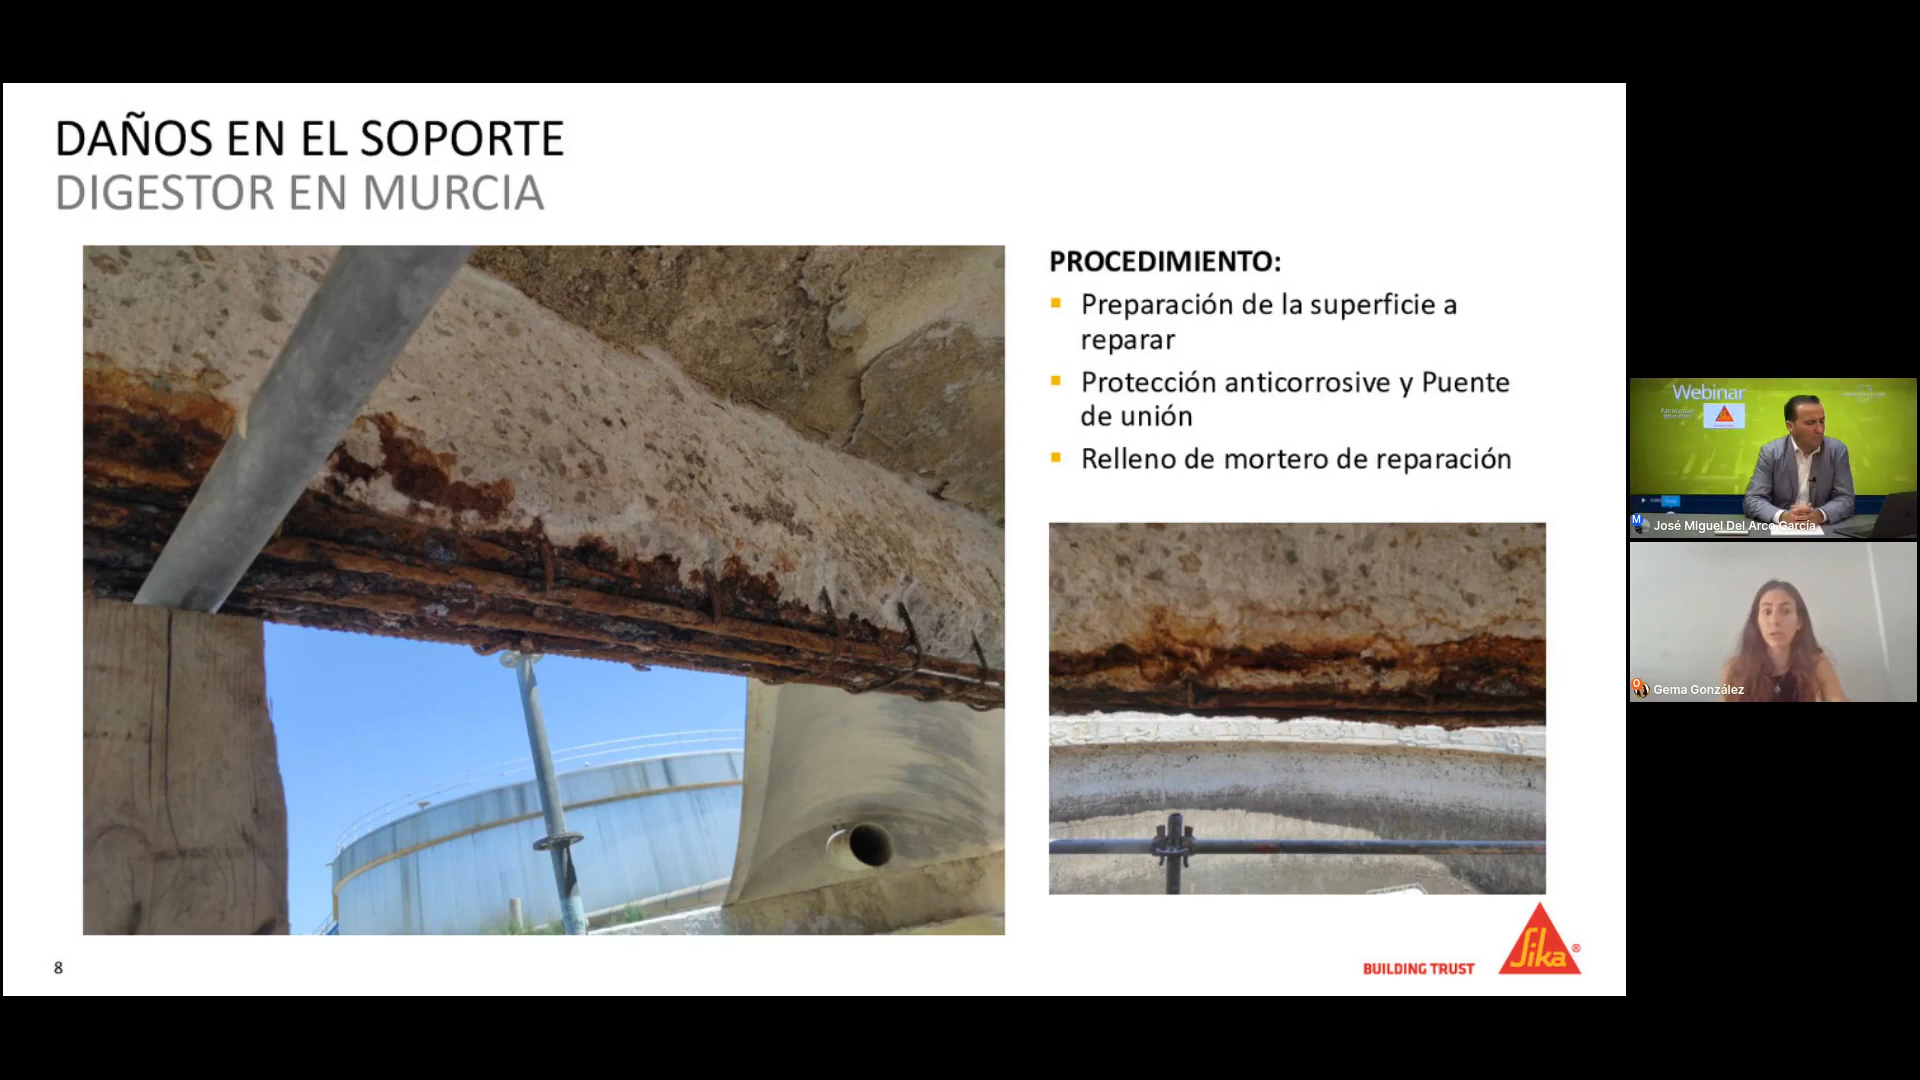 DAÑOS EN EL SOPORTE
DIGESTOR EN MURCIA
PROCEDIMIENTO:
Preparación de la superficie a
reparar
Protección anticorrosive y Puente
de unión
Relleno de mortero de reparación
8
BUILDING TRUST
Sika®
Webinar
M
José Miguel Del Arco García
O
Gema González